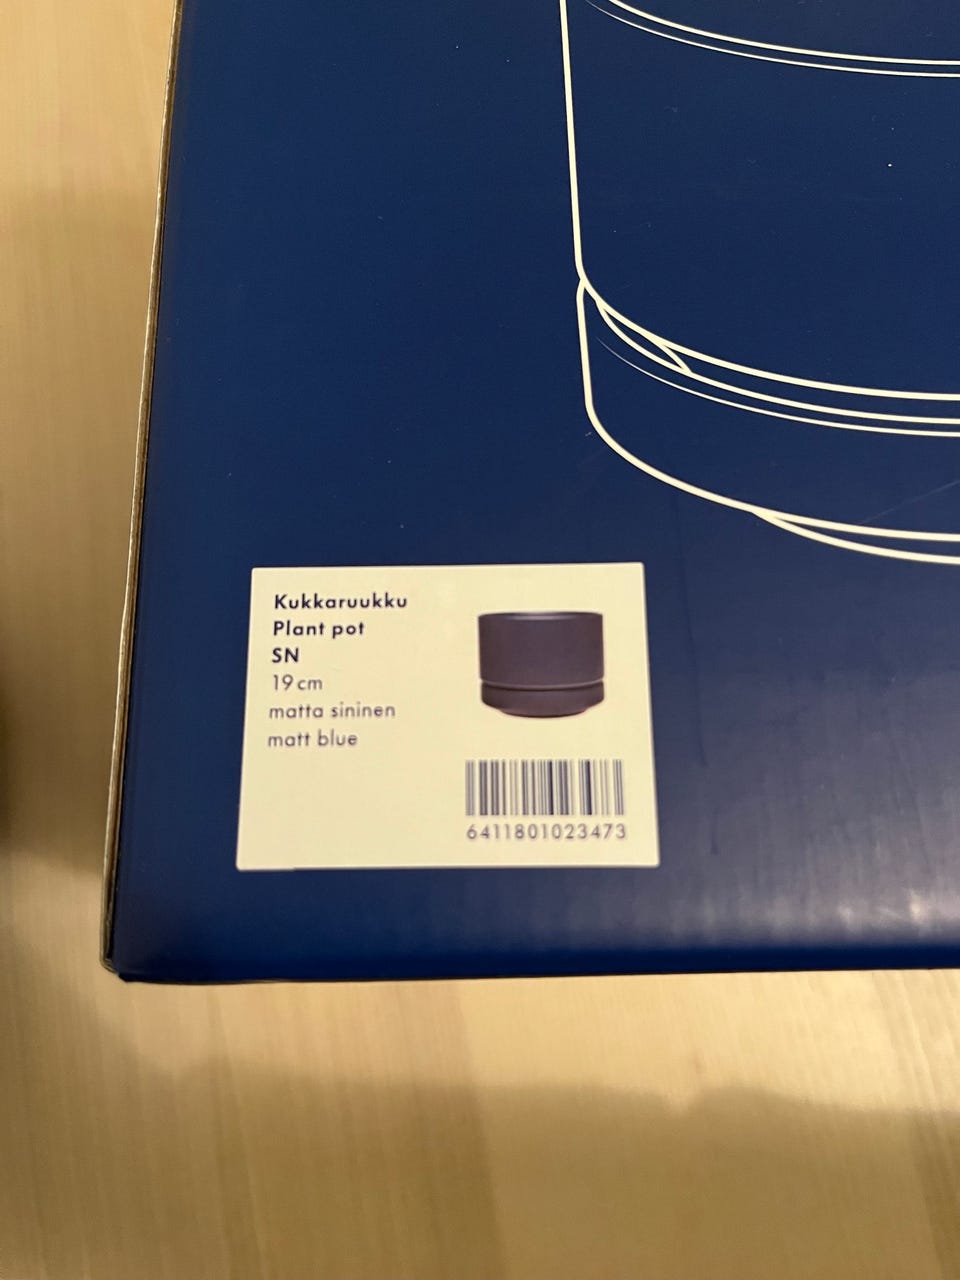 Kukkaruukku
Plant pot
SN
19 cm
matta sininen
matt blue
6411801023473